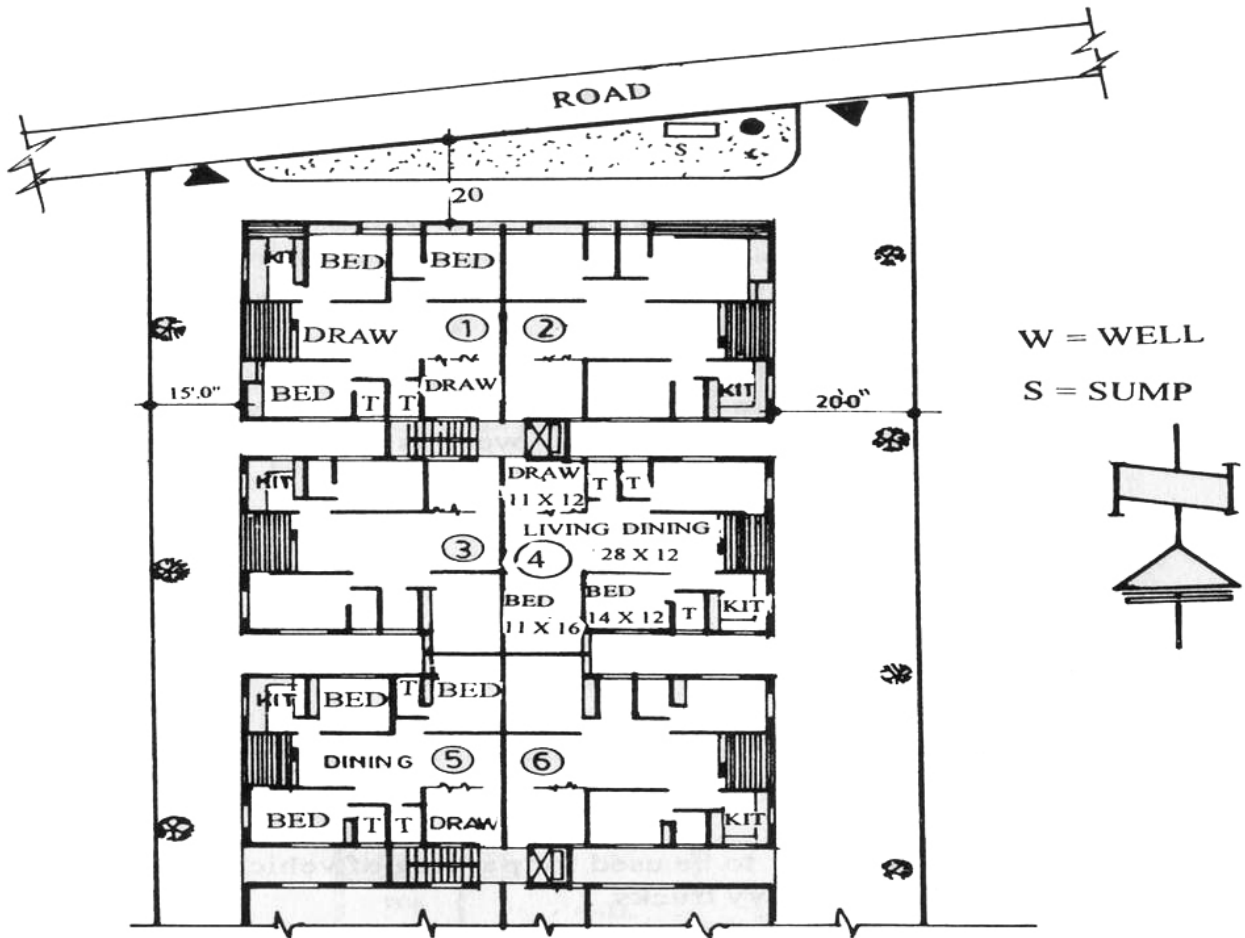 ROAD
S
20
KIT BED BED
DRAW 1 2
W = WELL
S = SUMP
BED T T DRAW KIT
15'.0" 20'0"
KIT DRAW T T
11 X 12
LIVING DINING
3 4 28 X 12
BED BED KIT
11 X 16 14 X 12 T
KIT BED T BED
DINING 5 6
BED T T DRAW KIT